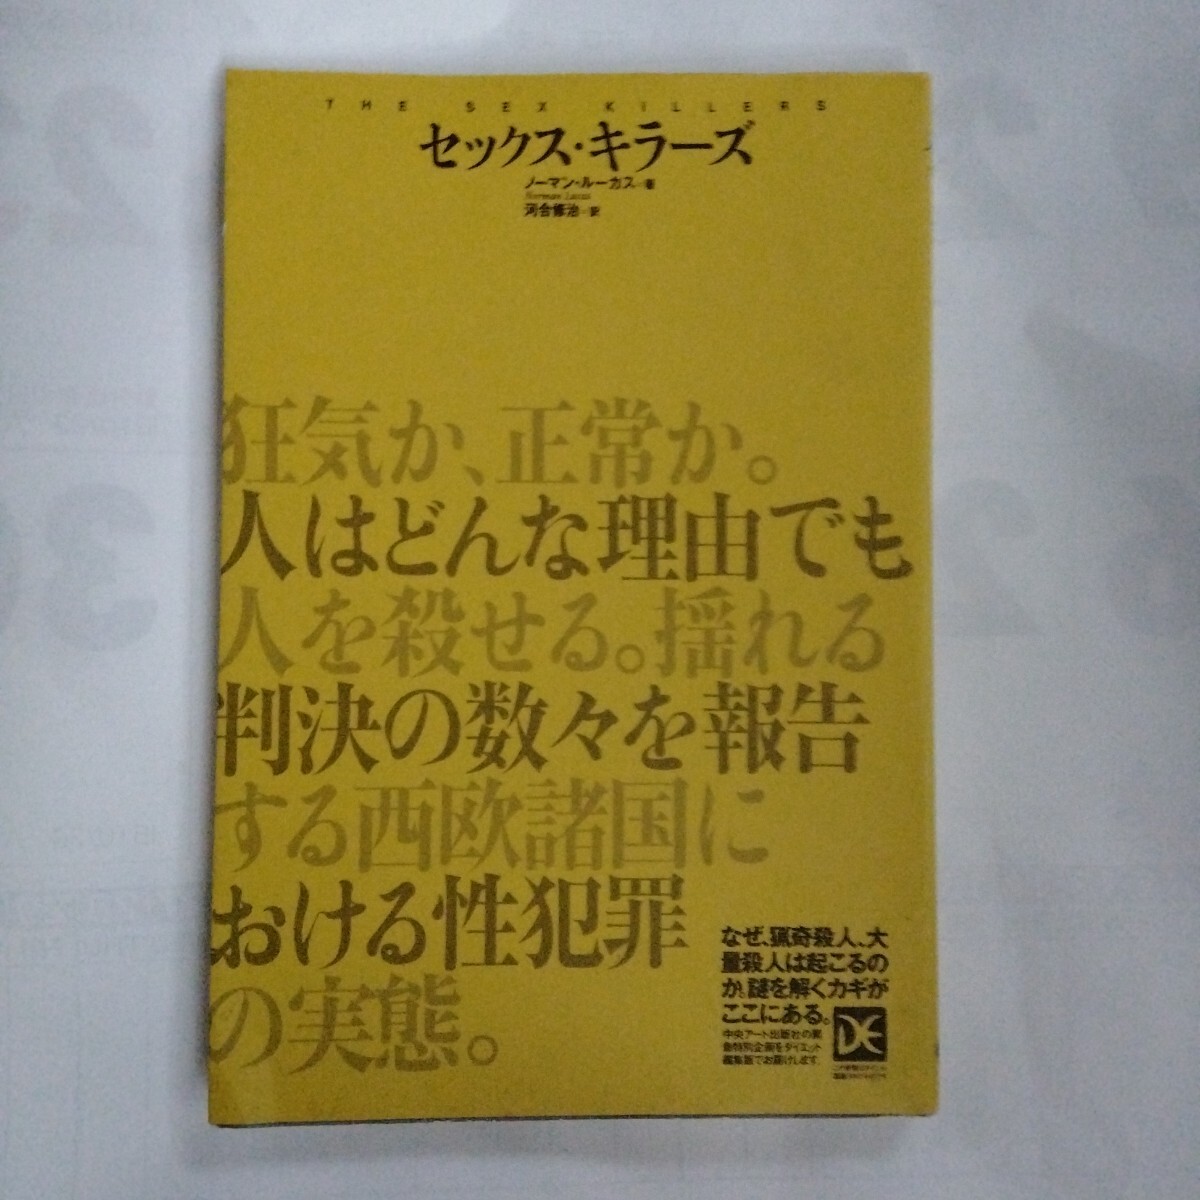 THE SEX KILLERS
セックス・キラーズ
ノーマン・ルーカス 著
Norman Lucas
河合修治 訳
狂気か、正常か。
人はどんな理由でも
人を殺せる。揺れる
判決の数々を報告
する西欧諸国に
おける性犯罪
の実態。
なぜ、猟奇殺人、大
量殺人は起こるの
か。謎を解くカギが
ここにある。
中央アート出版社の異
色特別企画をダイエット
編集版でお届けします。
DE